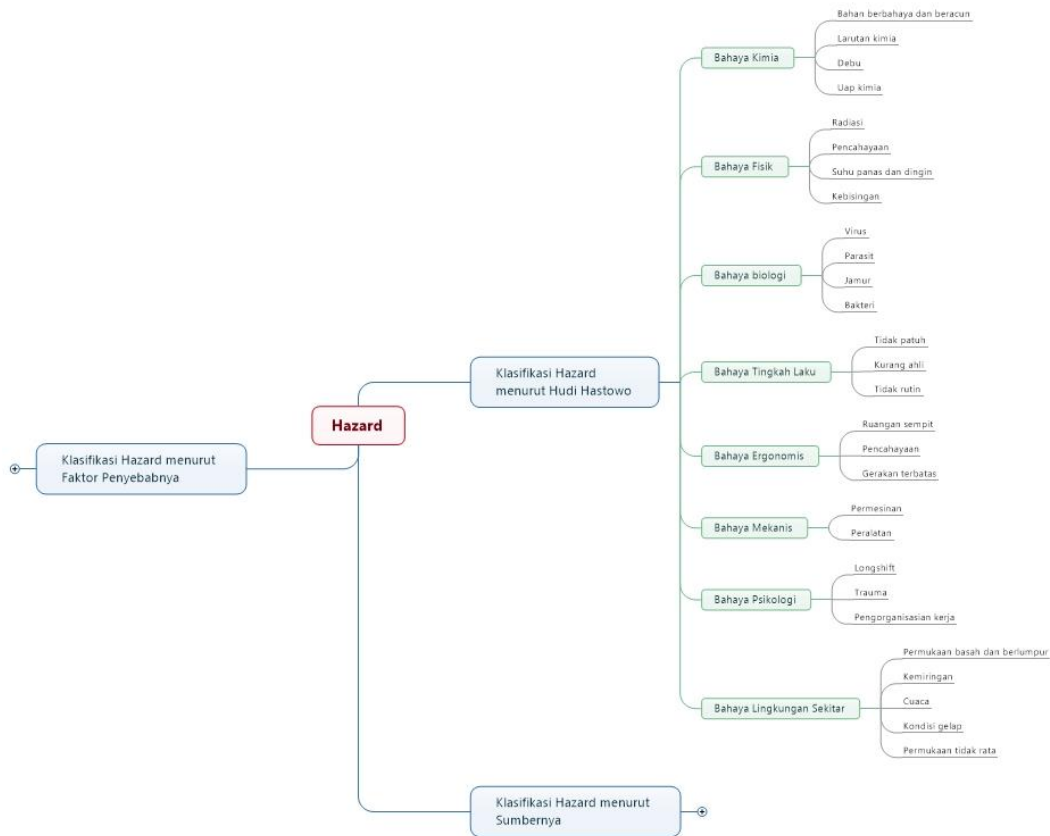 Hazard
Klasifikasi Hazard menurut
Faktor Penyebabnya
Klasifikasi Hazard
menurut Hudi Hastowo
Bahaya Kimia
Bahan berbahaya dan beracun
Larutan kimia
Debu
Uap kimia
Bahaya Fisik
Radiasi
Pencahayaan
Suhu panas dan dingin
Kebisingan
Bahaya biologi
Virus
Parasit
Jamur
Bakteri
Bahaya Tingkah Laku
Tidak patuh
Kurang ahli
Tidak rutin
Bahaya Ergonomis
Ruangan sempit
Pencahayaan
Gerakan terbatas
Bahaya Mekanis
Permesinan
Peralatan
Bahaya Psikologi
Longshift
Trauma
Pengorganisasian kerja
Bahaya Lingkungan Sekitar
Permukaan basah dan berlumpur
Kemiringan
Cuaca
Kondisi gelap
Permukaan tidak rata
Klasifikasi Hazard menurut
Sumbernya